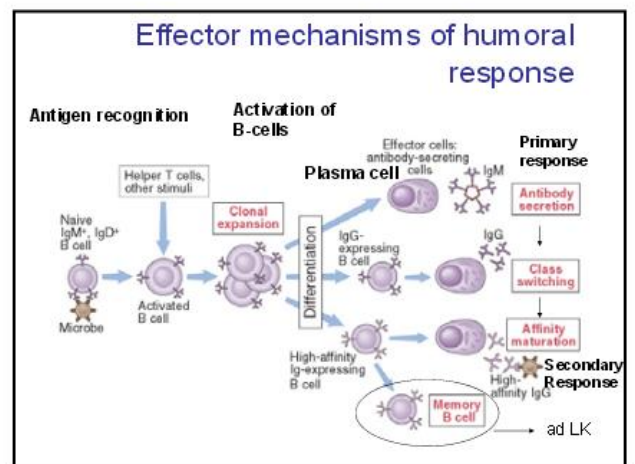 Effector mechanisms of humoral
response
Antigen recognition
Activation of
B-cells
Helper T cells,
other stimuli
Naive
IgM⁺, IgD⁺
B cell
Microbe
Activated
B cell
Clonal
expansion
Differentiation
Plasma cell
Effector cells:
antibody-secreting
cells
IgM
Primary
response
Antibody
secretion
IgG-
expressing
B cell
IgG
Class
switching
High-affinity
Ig-expressing
B cell
Affinity
maturation
High-
affinity IgG
Secondary
Response
Memory
B cell
ad LK